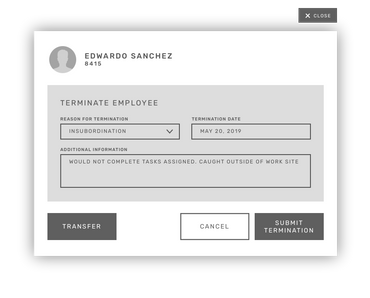 CLOSE
EDWARDO SANCHEZ
8415
TERMINATE EMPLOYEE
REASON FOR TERMINATION
INSUBORDINATION
TERMINATION DATE
MAY 20, 2019
ADDITIONAL INFORMATION
WOULD NOT COMPLETE TASKS ASSIGNED. CAUGHT OUTSIDE OF WORK SITE
TRANSFER
CANCEL
SUBMIT
TERMINATION